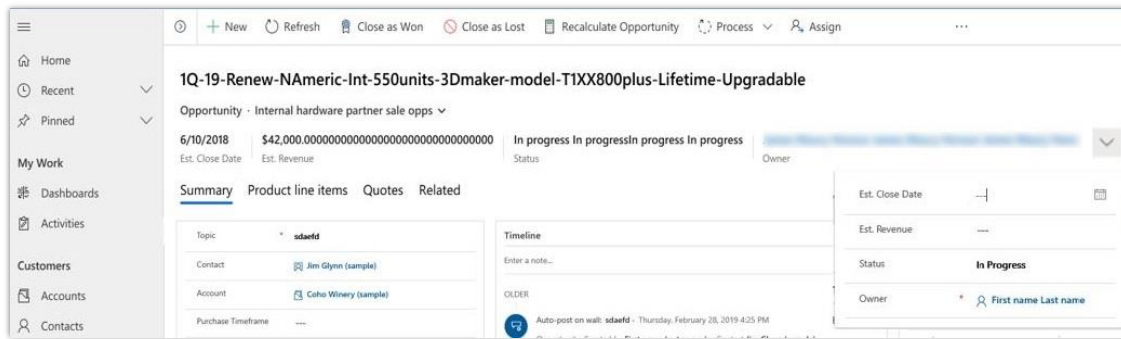 New Refresh Close as Won Close as Lost Recalculate Opportunity Process Assign ...
Home
Recent
Pinned
My Work
Dashboards
Activities
Customers
Accounts
Contacts
1Q-19-Renew-NAmeric-Int-550units-3Dmaker-model-T1XX800plus-Lifetime-Upgradable
Opportunity · Internal hardware partner sale opps
6/10/2018 $42,000.0000000000000000000000000000 In progress In progressIn progress In progress
Est. Close Date Est. Revenue Status Owner
Summary Product line items Quotes Related
Topic * sdaefd
Contact Jim Glynn (sample)
Account Coho Winery (sample)
Purchase Timeframe ---
Timeline
Enter a note...
OLDER
Auto-post on wall: sdaefd - Thursday, February 28, 2019 4:25 PM
Est. Close Date ---
Est. Revenue ---
Status In Progress
Owner * First name Last name